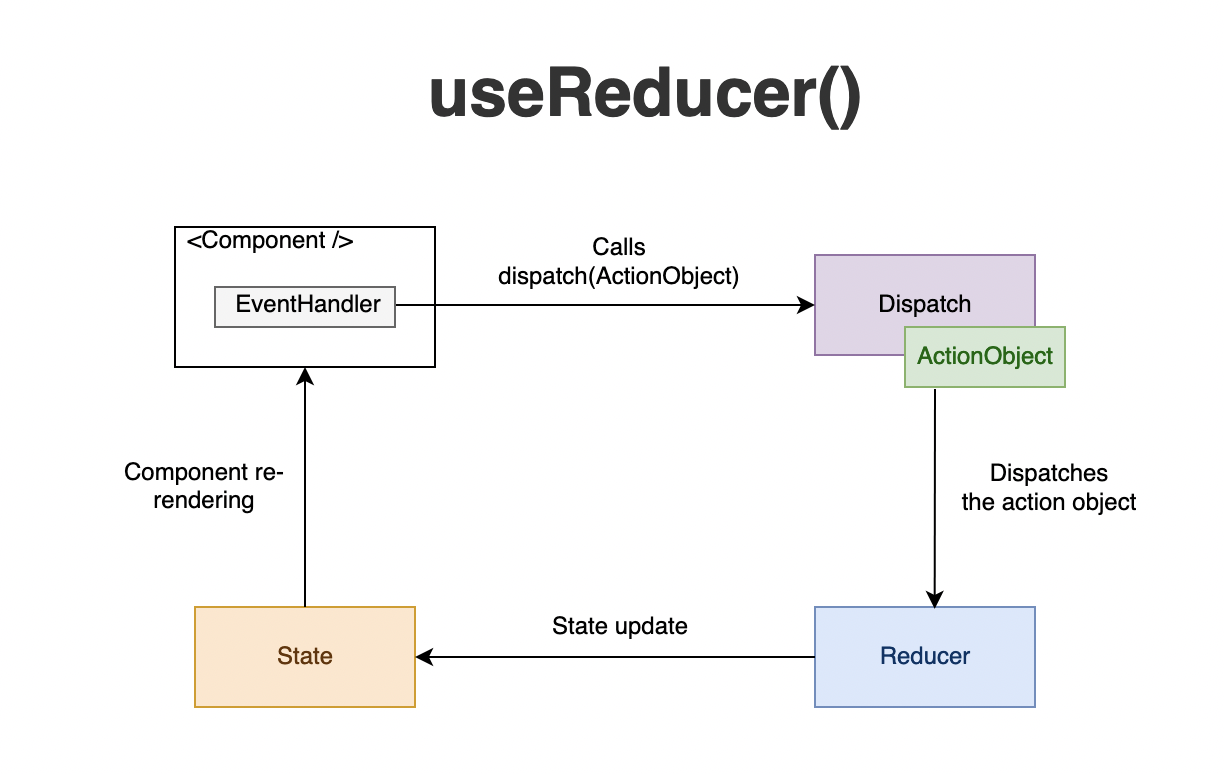 useReducer()
<Component />
EventHandler
Calls
dispatch(ActionObject)
Dispatch
ActionObject
Component re-
rendering
Dispatches
the action object
State
State update
Reducer